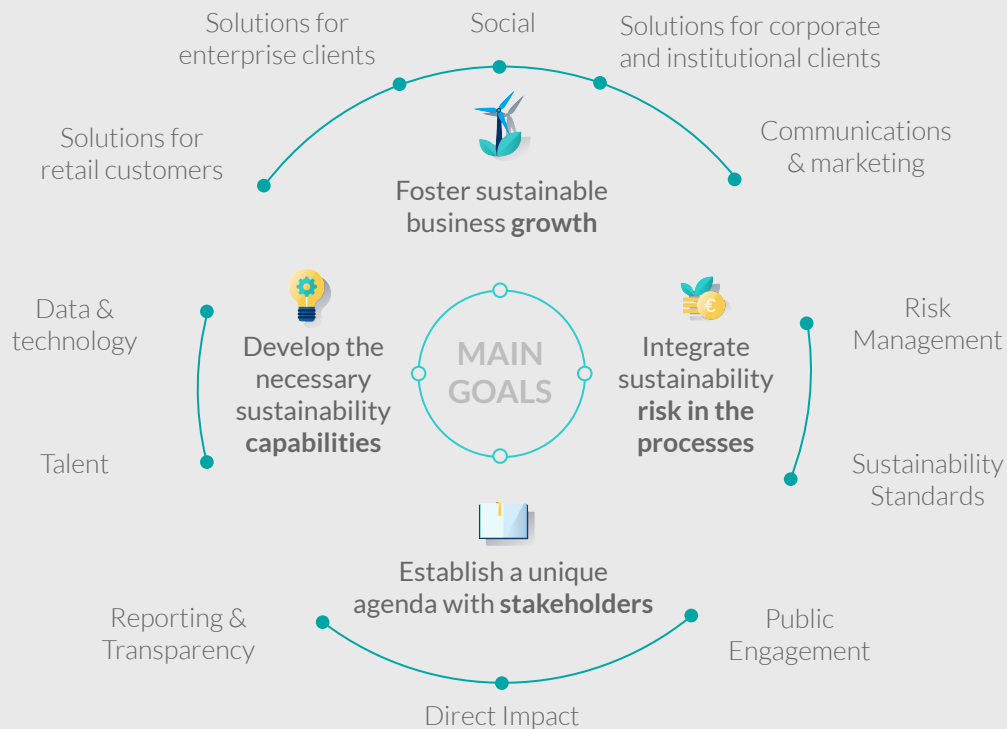 Solutions for
enterprise clients
Social
Solutions for corporate
and institutional clients
Solutions for
retail customers
Communications
& marketing
Foster sustainable
business growth
Data &
technology
Develop the
necessary
sustainability
capabilities
MAIN
GOALS
€
Integrate
sustainability
risk in the
processes
Risk
Management
Talent
Sustainability
Standards
Establish a unique
agenda with stakeholders
Reporting &
Transparency
Public
Engagement
Direct Impact